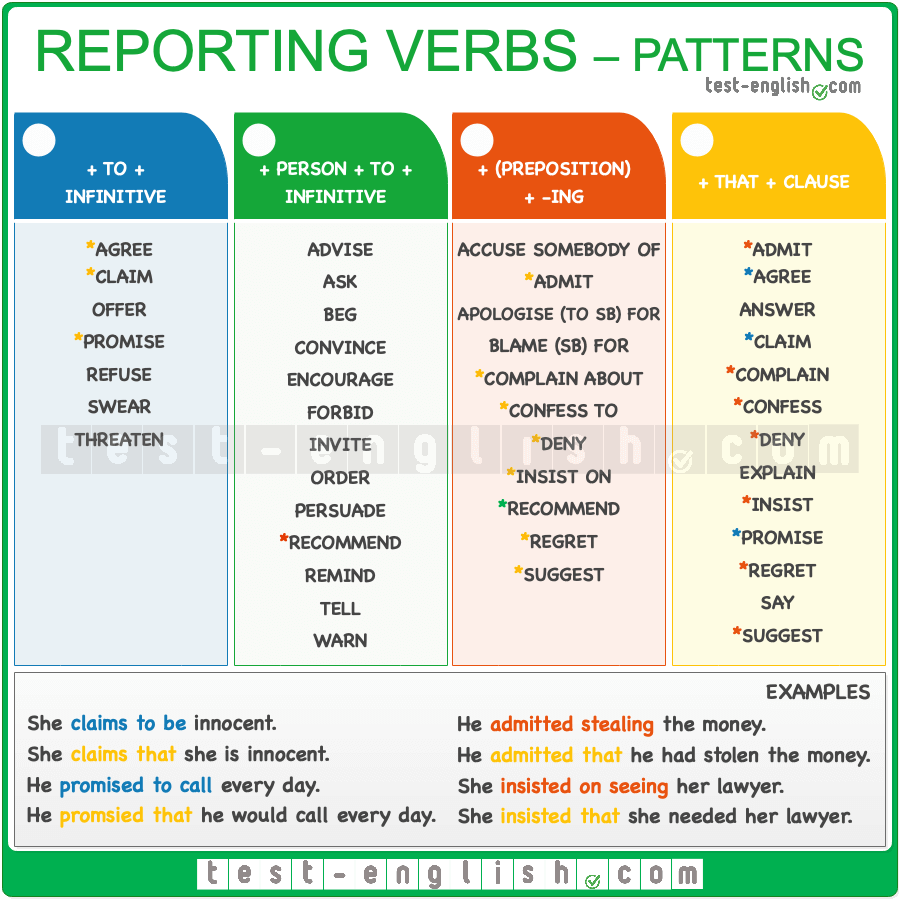 REPORTING VERBS – PATTERNS
test-english.com
+ TO +
INFINITIVE
*AGREE
*CLAIM
OFFER
*PROMISE
REFUSE
SWEAR
THREATEN
+ PERSON + TO +
INFINITIVE
ADVISE
ASK
BEG
CONVINCE
ENCOURAGE
FORBID
INVITE
ORDER
PERSUADE
*RECOMMEND
REMIND
TELL
WARN
+ (PREPOSITION)
+ -ING
ACCUSE SOMEBODY OF
*ADMIT
APOLOGISE (TO SB) FOR
BLAME (SB) FOR
*COMPLAIN ABOUT
*CONFESS TO
*DENY
*INSIST ON
*RECOMMEND
*REGRET
*SUGGEST
+ THAT + CLAUSE
*ADMIT
*AGREE
ANSWER
*CLAIM
*COMPLAIN
*CONFESS
*DENY
EXPLAIN
*INSIST
*PROMISE
*REGRET
SAY
*SUGGEST
test-english.com
EXAMPLES
She claims to be innocent.
She claims that she is innocent.
He promised to call every day.
He promsied that he would call every day.
He admitted stealing the money.
He admitted that he had stolen the money.
She insisted on seeing her lawyer.
She insisted that she needed her lawyer.
test-english.com